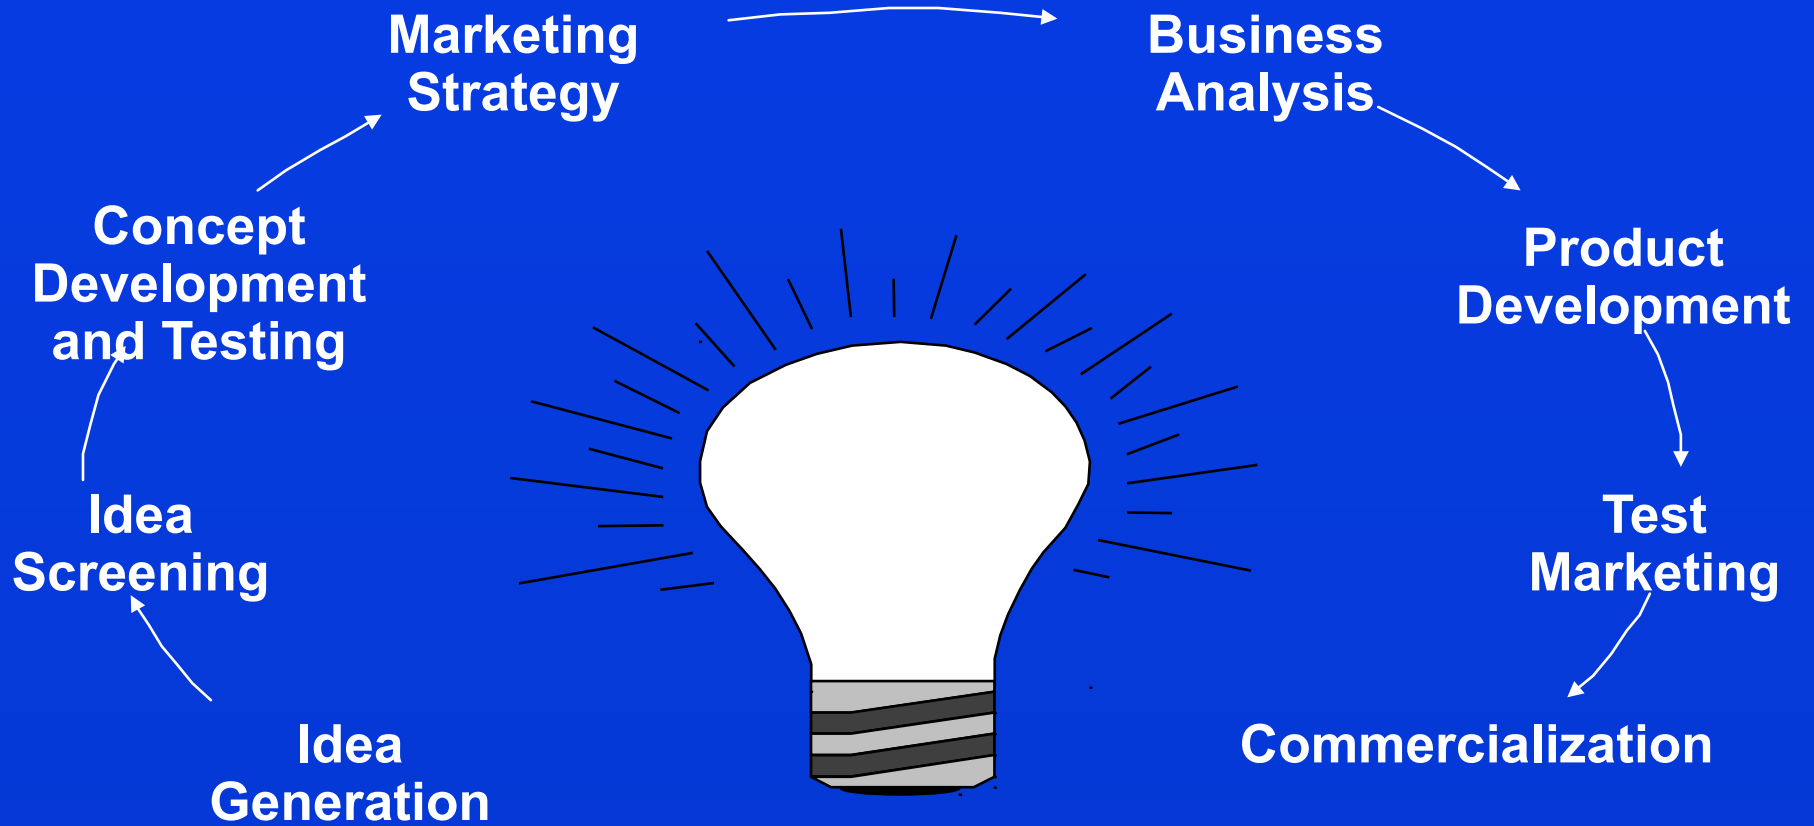 Marketing
Strategy
Business
Analysis
Concept
Development
and Testing
Product
Development
Idea
Screening
Test
Marketing
Idea
Generation
Commercialization